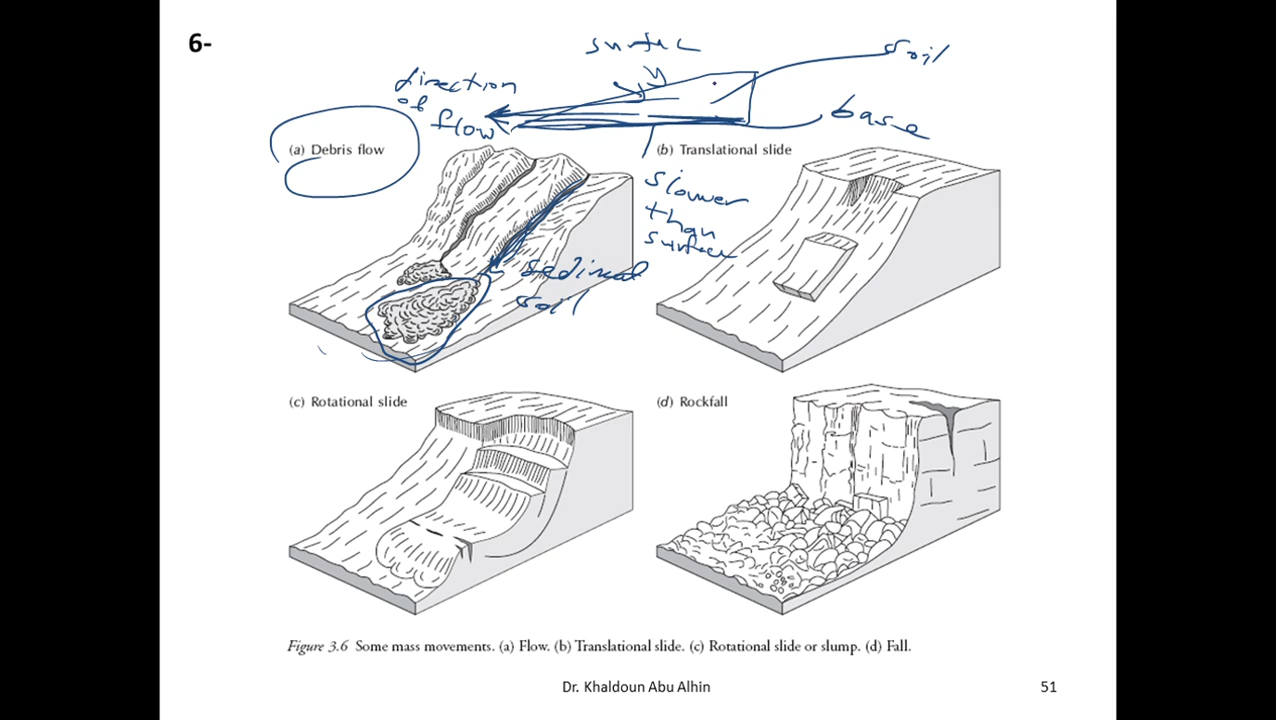 6-
surface
soil
direction
of
flow
base
(a) Debris flow
(b) Translational slide
slower
than
surface
soil
(c) Rotational slide
(d) Rockfall
Figure 3.6 Some mass movements. (a) Flow. (b) Translational slide. (c) Rotational slide or slump. (d) Fall.
Dr. Khaldoun Abu Alhin
51